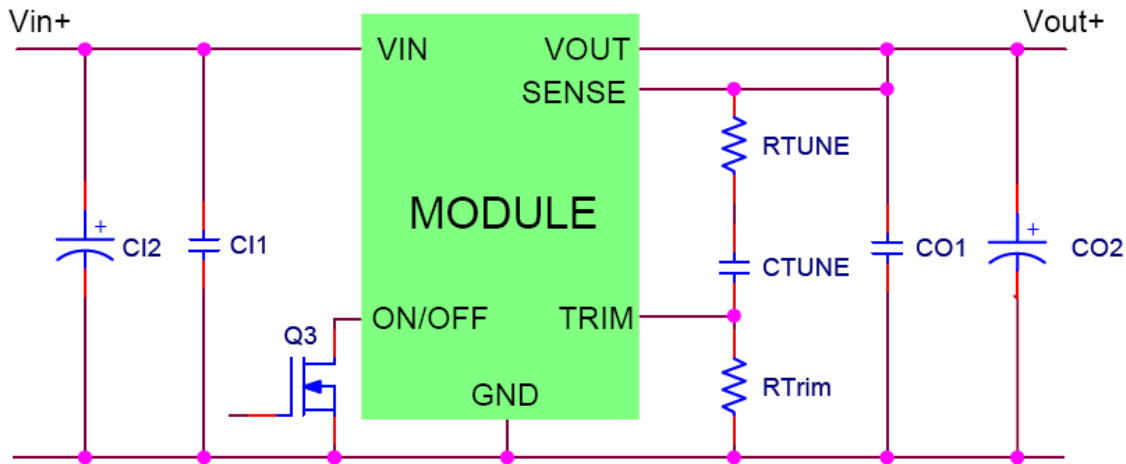 Vin+
Vout+
VIN
VOUT
SENSE
RTUNE
MODULE
+
CI2
CI1
CTUNE
CO1
+
CO2
ON/OFF
TRIM
Q3
RTrim
GND